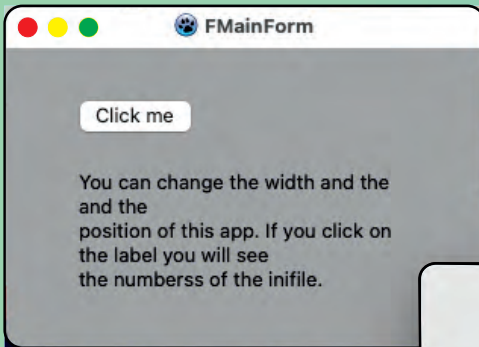 FMainForm
Click me
You can change the width and the
and the
position of this app. If you click on
the label you will see
the numberss of the inifile.